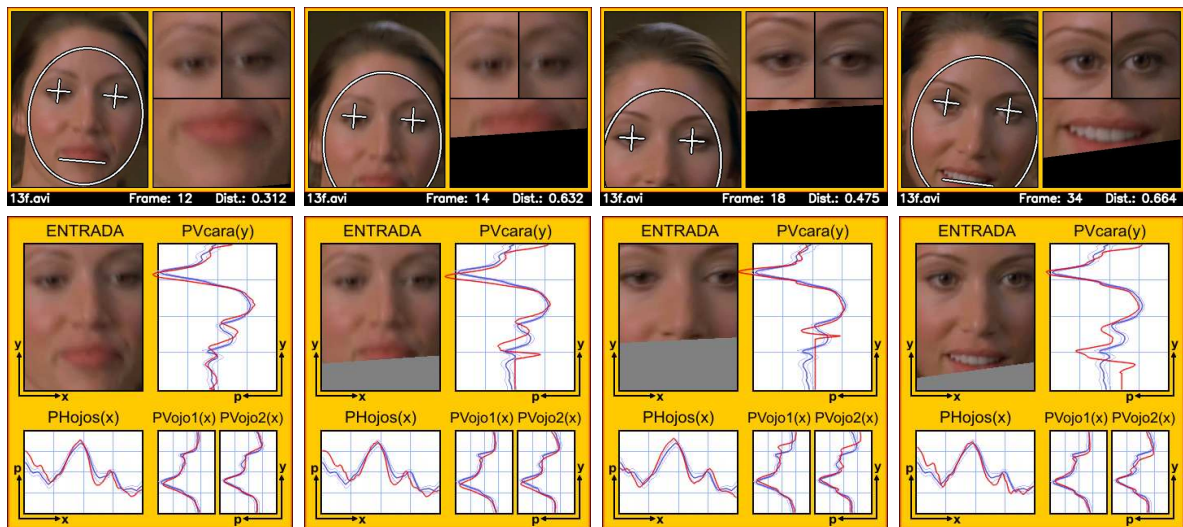 13f.avi Frame: 12 Dist.: 0.312
13f.avi Frame: 14 Dist.: 0.632
13f.avi Frame: 18 Dist.: 0.475
13f.avi Frame: 34 Dist.: 0.664
ENTRADA PVcara(y)
y y
x p
PHojos(x) PVojo1(x) PVojo2(x)
p y
x p
ENTRADA PVcara(y)
y y
x p
PHojos(x) PVojo1(x) PVojo2(x)
p y
x p
ENTRADA PVcara(y)
y y
x p
PHojos(x) PVojo1(x) PVojo2(x)
p y
x p
ENTRADA PVcara(y)
y y
x p
PHojos(x) PVojo1(x) PVojo2(x)
p y
x p